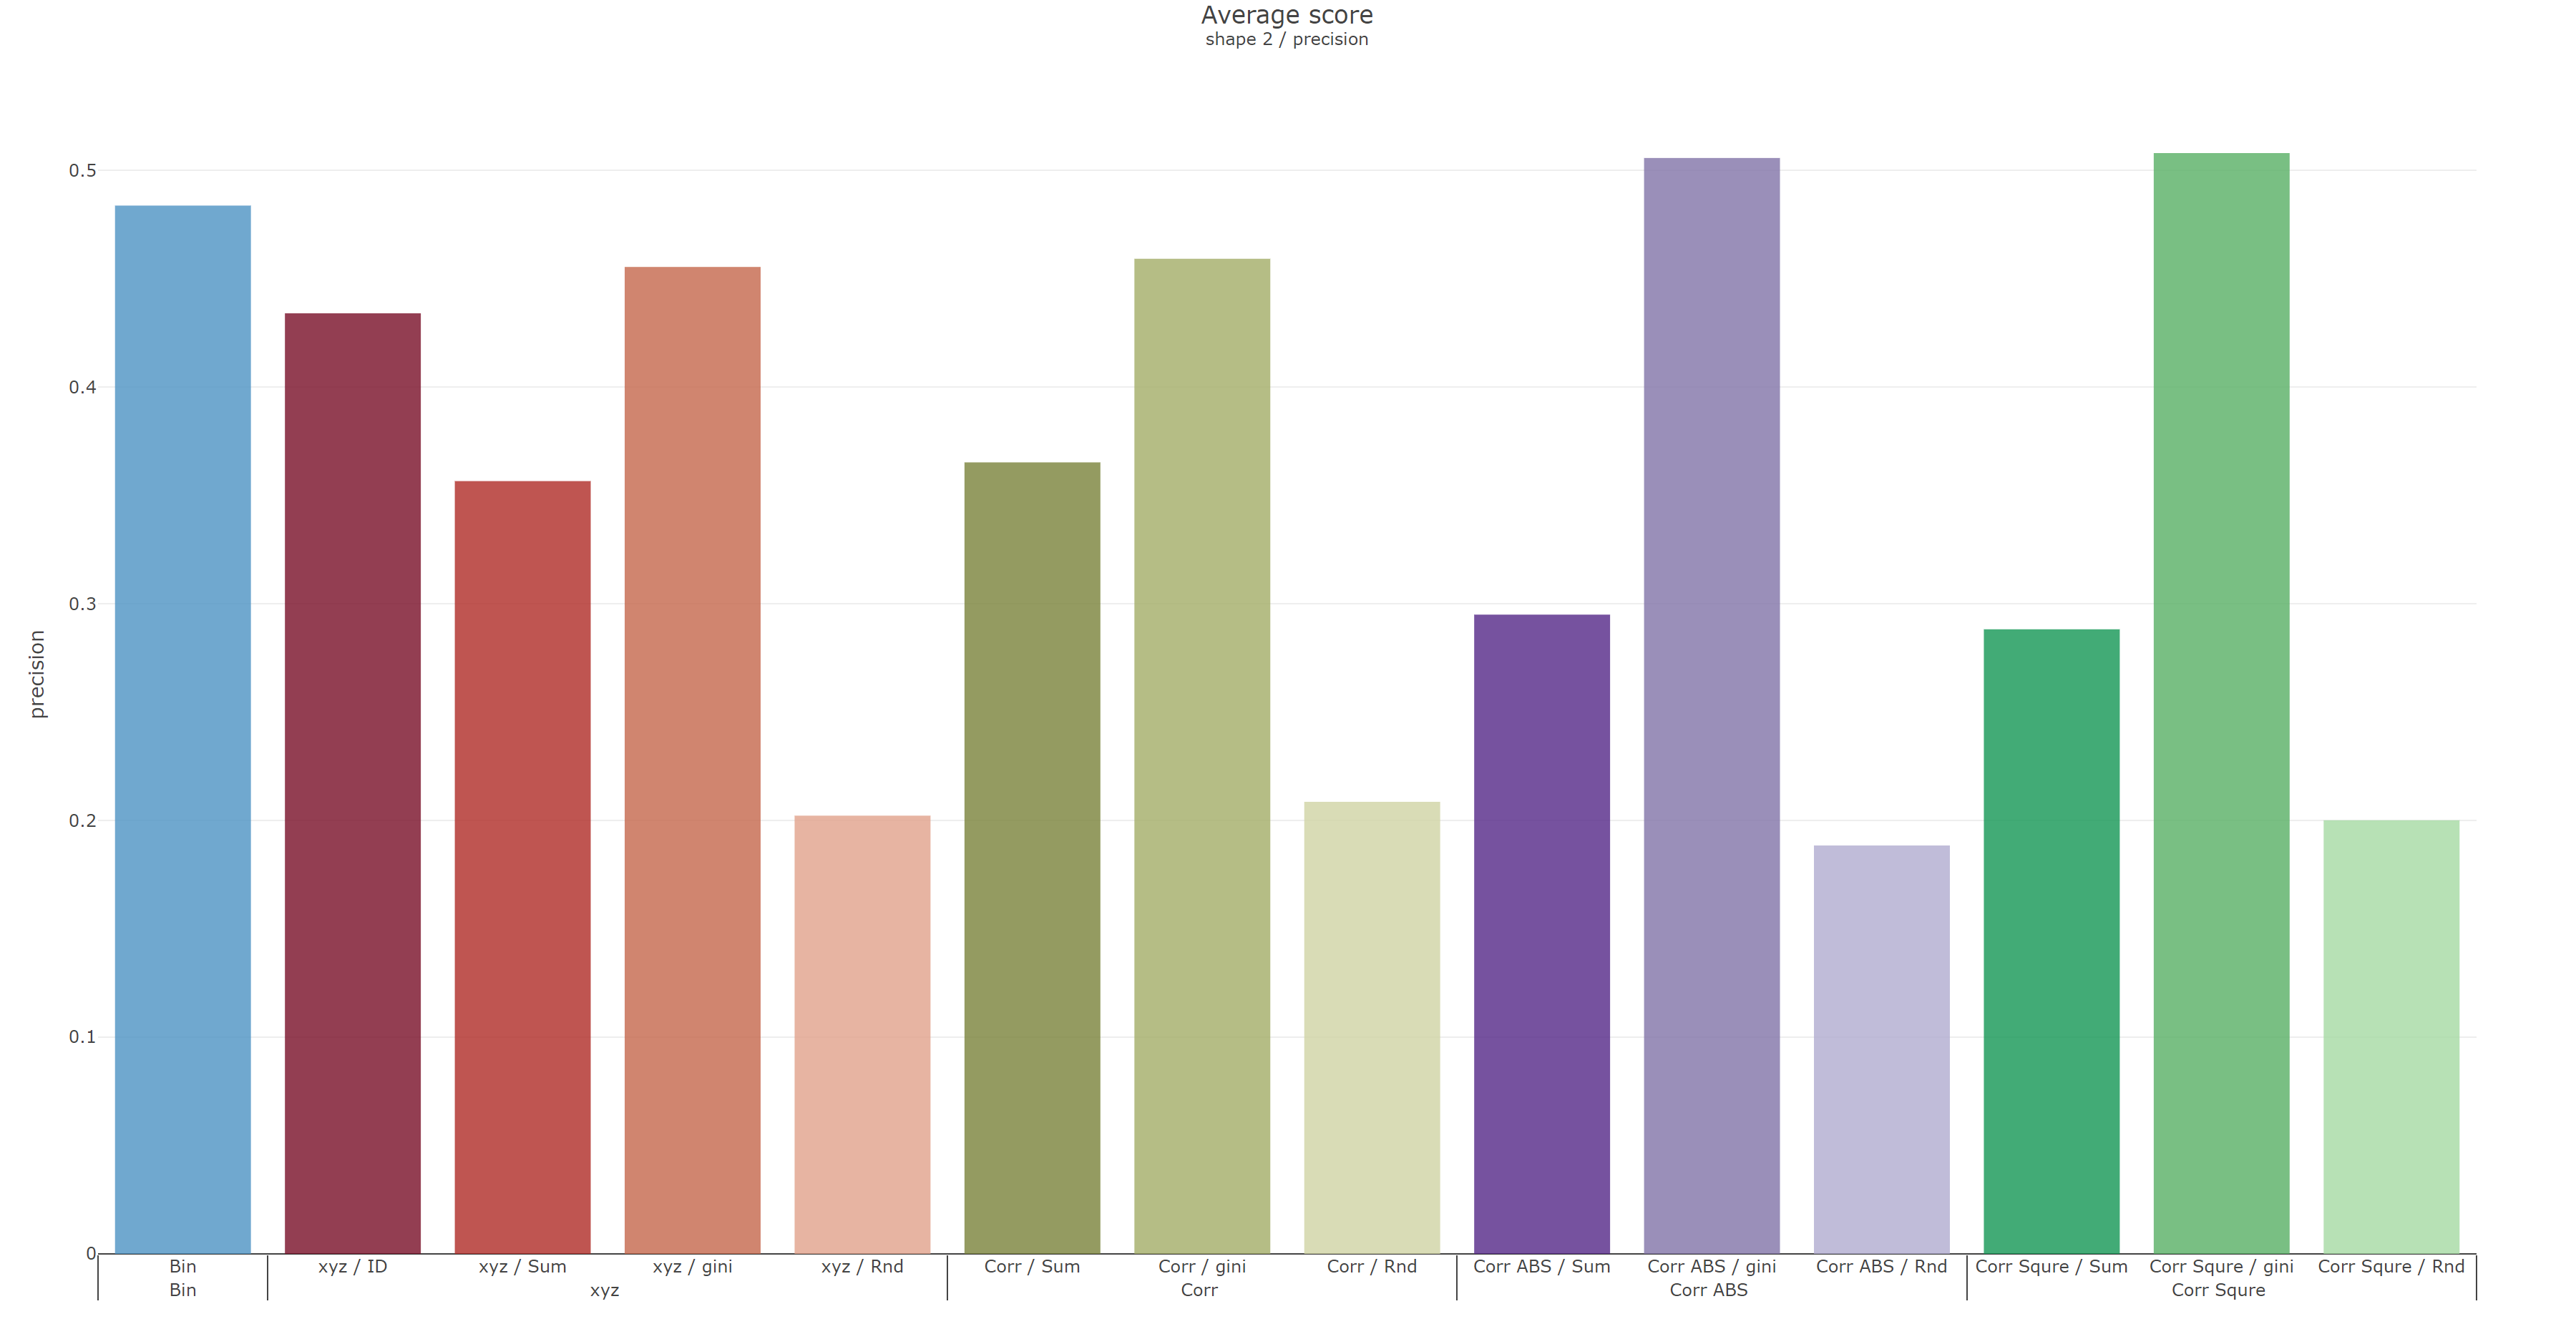 Average score
shape 2 / precision
precision
0.5
0.4
0.3
0.2
0.1
0
Bin xyz / ID xyz / Sum xyz / gini xyz / Rnd Corr / Sum Corr / gini Corr / Rnd Corr ABS / Sum Corr ABS / gini Corr ABS / Rnd Corr Squre / Sum Corr Squre / gini Corr Squre / Rnd
Bin xyz Corr Corr ABS Corr Squre